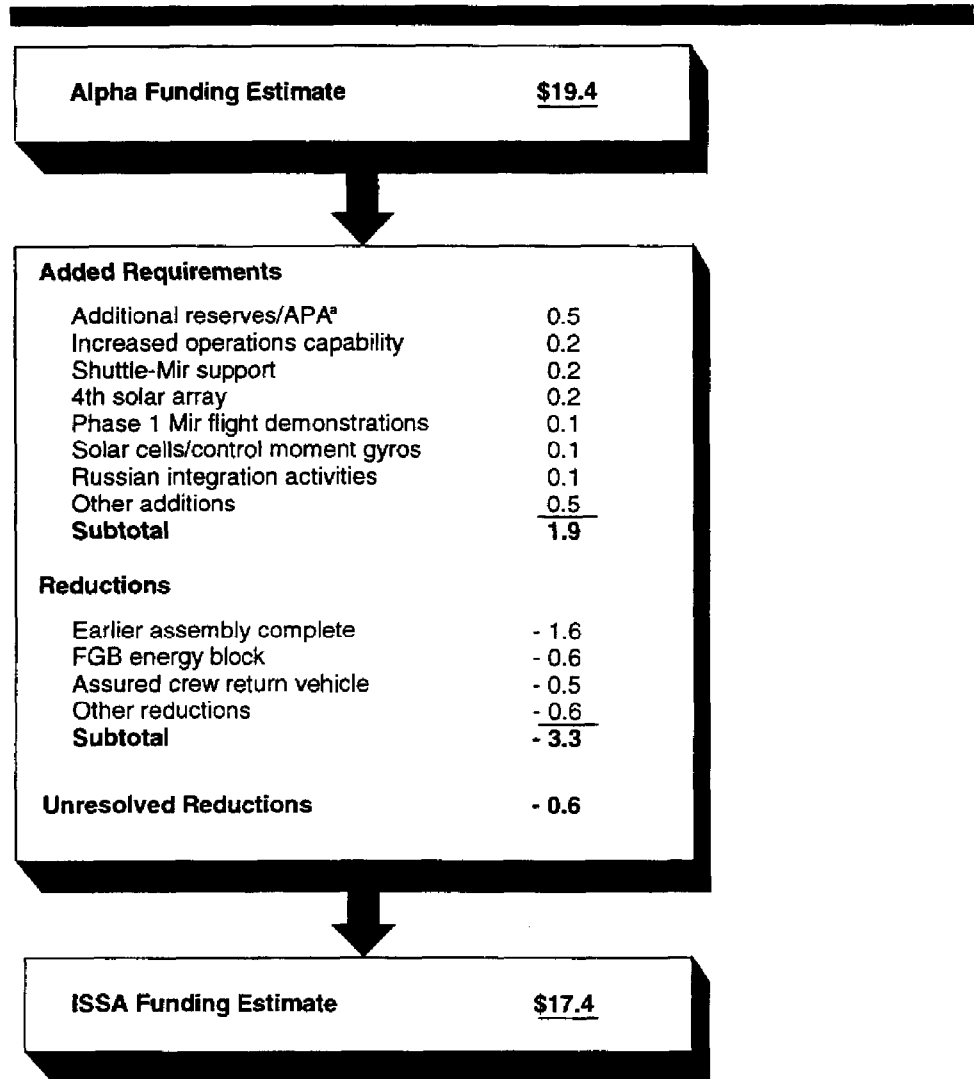 Alpha Funding Estimate $19.4
Added Requirements
Additional reserves/APAª 0.5
Increased operations capability 0.2
Shuttle-Mir support 0.2
4th solar array 0.2
Phase 1 Mir flight demonstrations 0.1
Solar cells/control moment gyros 0.1
Russian integration activities 0.1
Other additions 0.5
Subtotal 1.9
Reductions
Earlier assembly complete - 1.6
FGB energy block - 0.6
Assured crew return vehicle - 0.5
Other reductions - 0.6
Subtotal - 3.3
Unresolved Reductions - 0.6
ISSA Funding Estimate $17.4